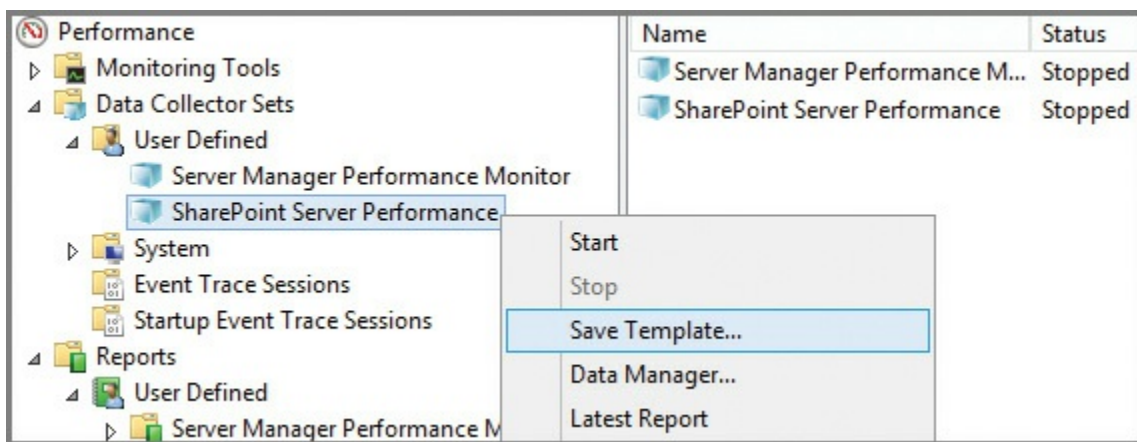 Performance
Monitoring Tools
Data Collector Sets
User Defined
Server Manager Performance Monitor
SharePoint Server Performance
System
Event Trace Sessions
Startup Event Trace Sessions
Reports
User Defined
Server Manager Performance M
Name Status
Server Manager Performance M... Stopped
SharePoint Server Performance Stopped
Start
Stop
Save Template...
Data Manager...
Latest Report